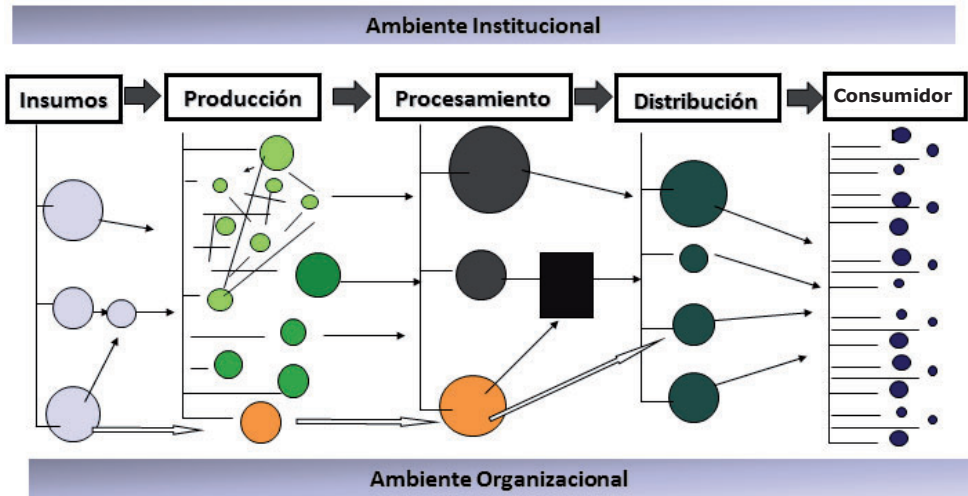 Ambiente Institucional
Insumos
Producción
Procesamiento
Distribución
Consumidor
Ambiente Organizacional